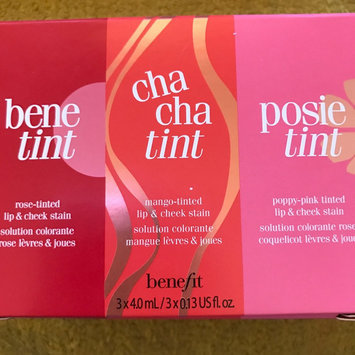 bene
tint
rose-tinted
lip & cheek stain
solution colorante
rose lèvres & joues
cha
cha
tint
mango-tinted
lip & cheek stain
solution colorante
mangue lèvres & joues
benefit
3 x 4.0 mL / 3 x 0.13 US fl. oz.
posie
tint
poppy-pink tinted
lip & cheek stain
solution colorante rose
coquelicot lèvres & joues